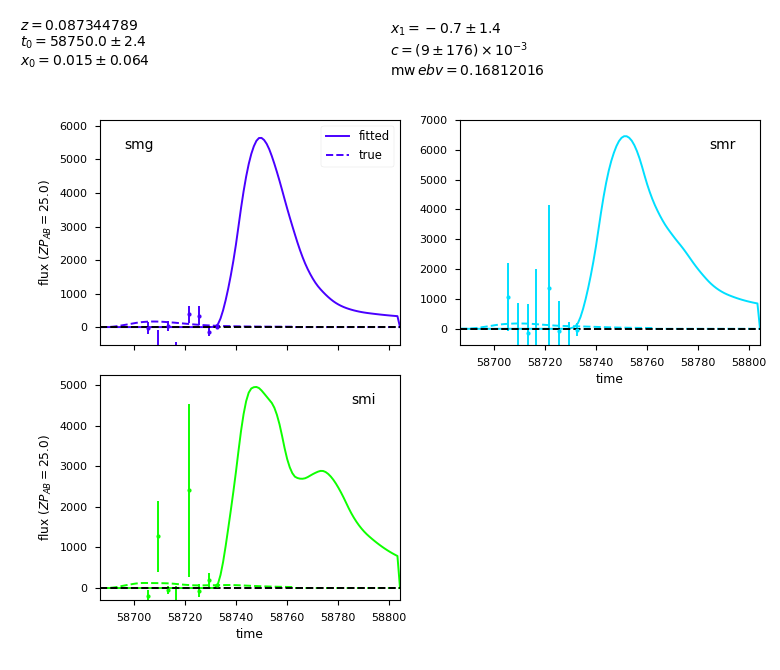 z = 0.087344789
t₀ = 58750.0 ± 2.4
x₀ = 0.015 ± 0.064
x₁ = −0.7 ± 1.4
c = (9 ± 176) × 10⁻³
mw ebv = 0.16812016
smg
fitted
true
6000
5000
4000
3000
2000
1000
0
flux (ZP_AB = 25.0)
smr
7000
6000
5000
4000
3000
2000
1000
0
58700 58720 58740 58760 58780 58800
time
smi
5000
4000
3000
2000
1000
0
flux (ZP_AB = 25.0)
58700 58720 58740 58760 58780 58800
time